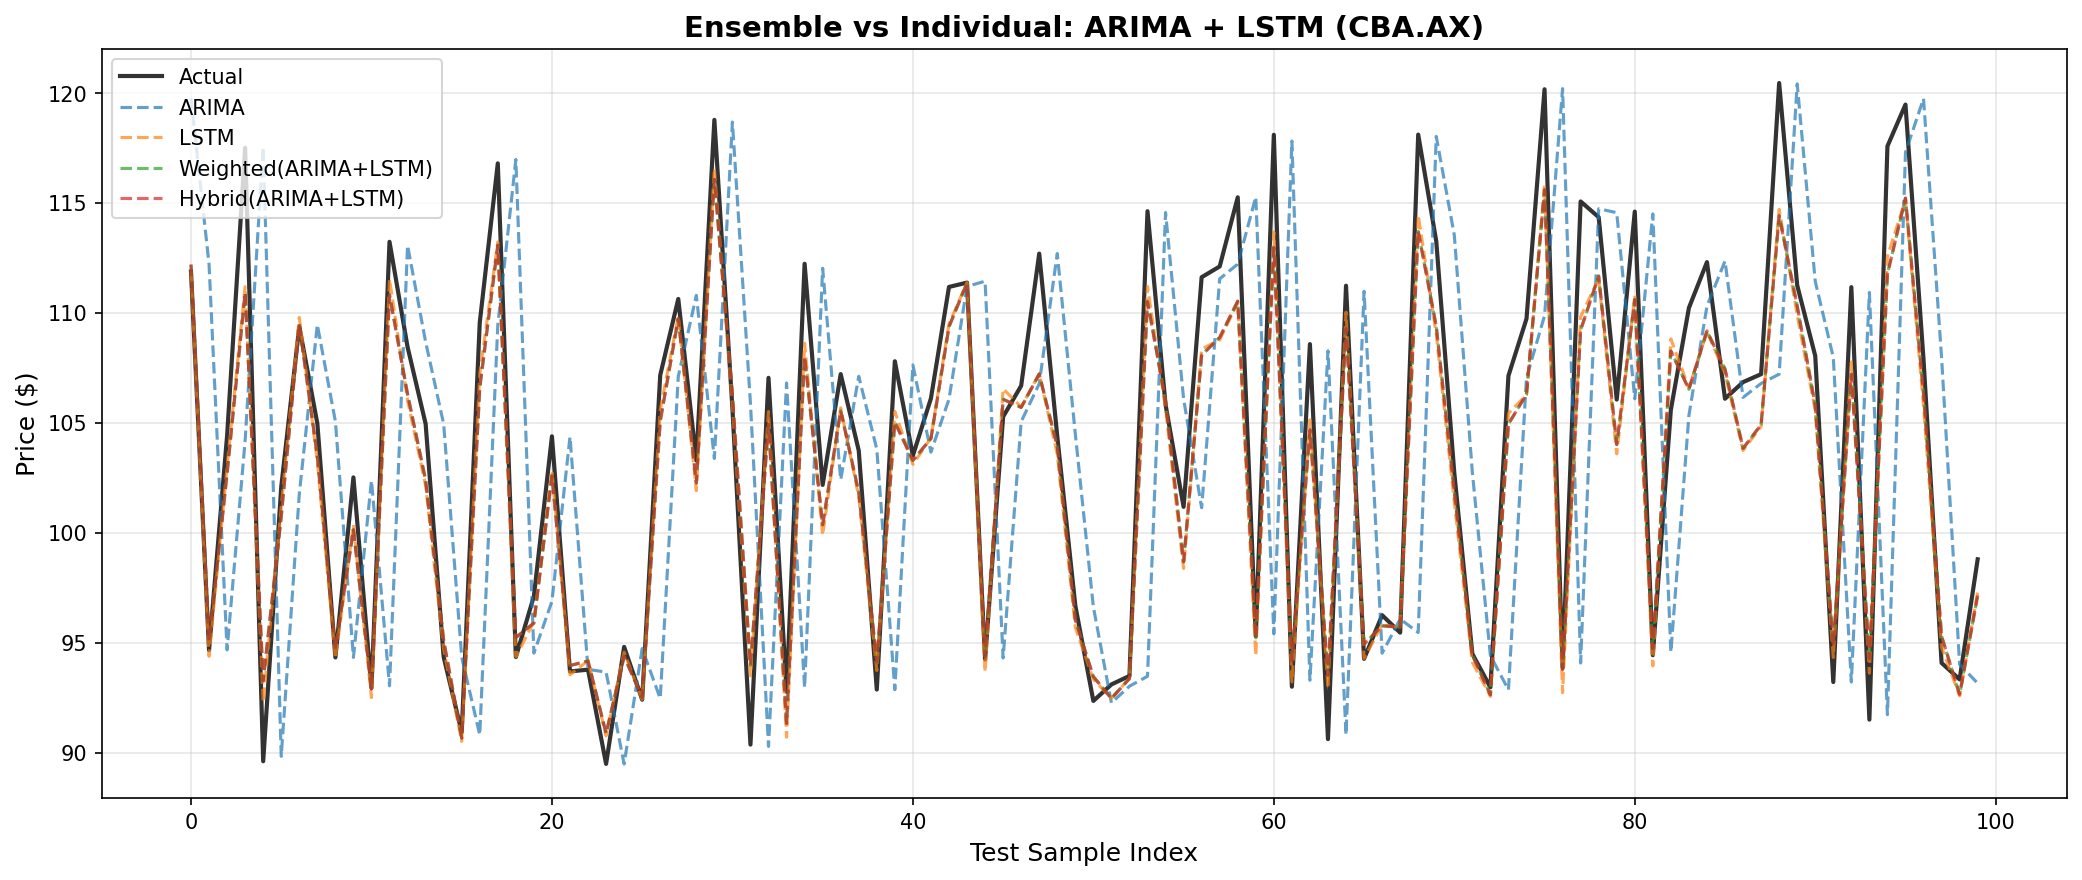 Ensemble vs Individual: ARIMA + LSTM (CBA.AX)
Actual
ARIMA
LSTM
Weighted(ARIMA+LSTM)
Hybrid(ARIMA+LSTM)
120
115
110
105
100
95
90
Price ($)
0 20 40 60 80 100
Test Sample Index